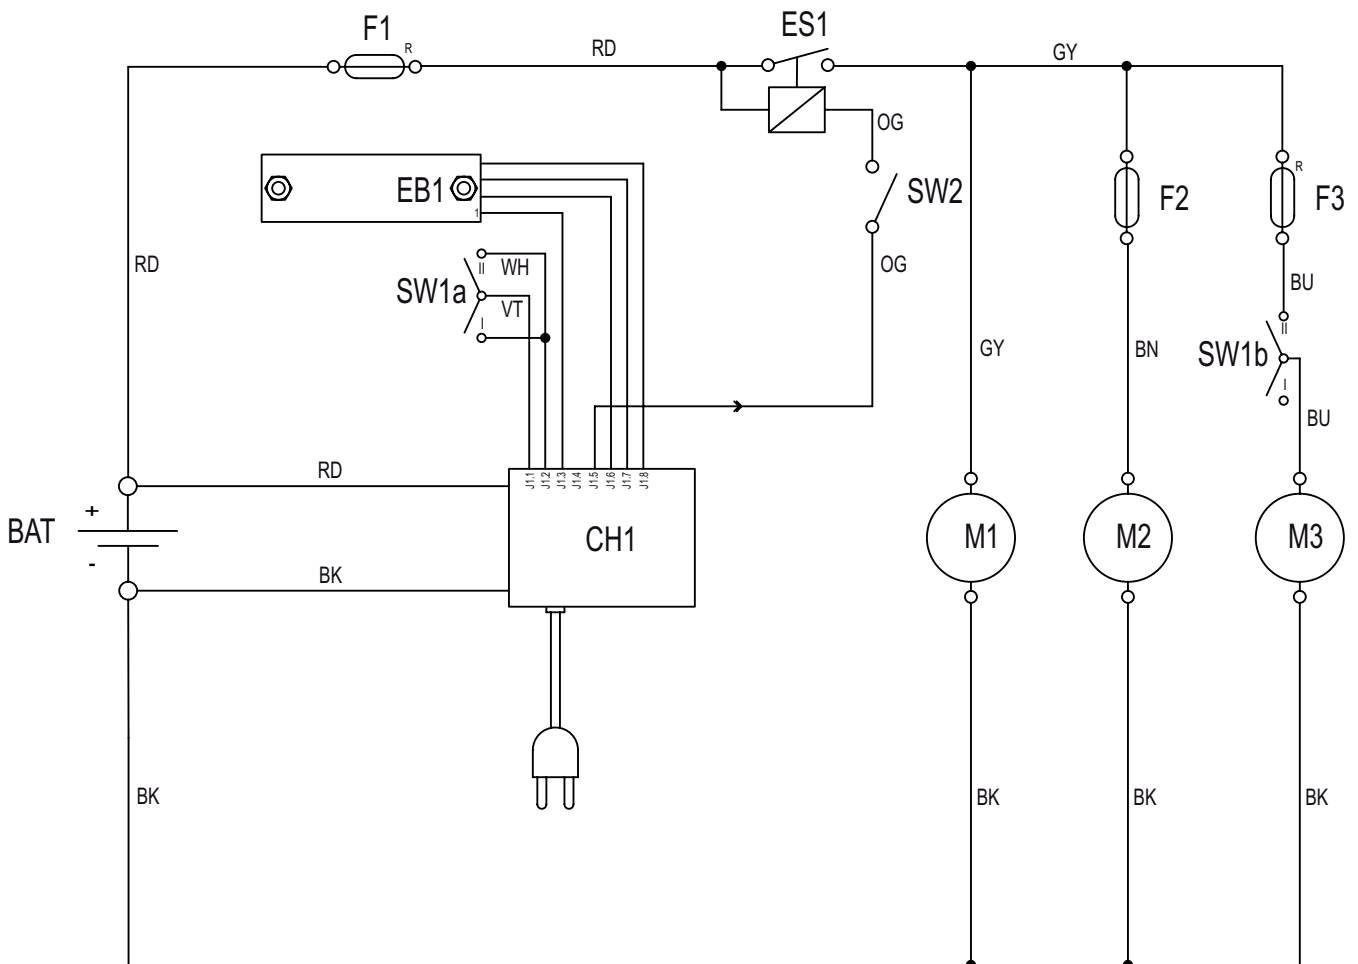 F1
R
RD
ES1
GY
OG
EB1
1
SW2
F2
R
F3
RD
II
WH
OG
BU
SW1a
VT
I
II
GY
BN
SW1b
I
BU
RD
J1.1
J1.2
J1.3
J1.4
J1.5
J1.6
J1.7
J1.8
BAT
+
-
CH1
M1
M2
M3
BK
BK
BK
BK
BK